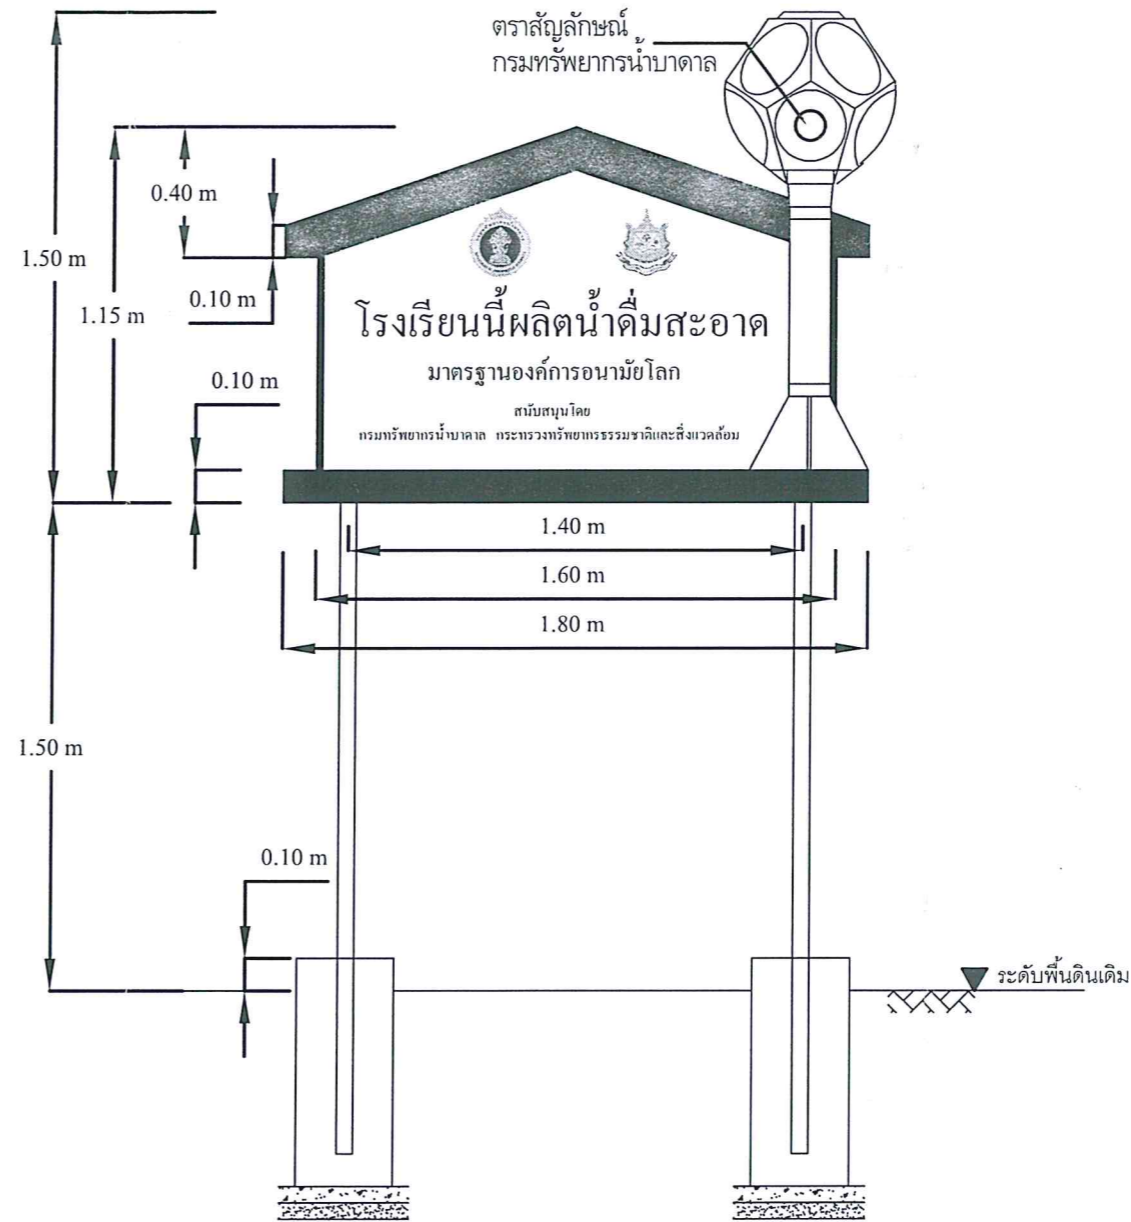 ตราสัญลักษณ์
กรมทรัพยากรน้ำบาดาล
0.40 m
1.50 m
0.10 m
1.15 m
โรงเรียนนี้ผลิตน้ำดื่มสะอาด
มาตรฐานองค์การอนามัยโลก
0.10 m
สนับสนุนโดย
กรมทรัพยากรน้ำบาดาล กระทรวงทรัพยากรธรรมชาติและสิ่งแวดล้อม
1.40 m
1.60 m
1.80 m
1.50 m
0.10 m
ระดับพื้นดินเดิม